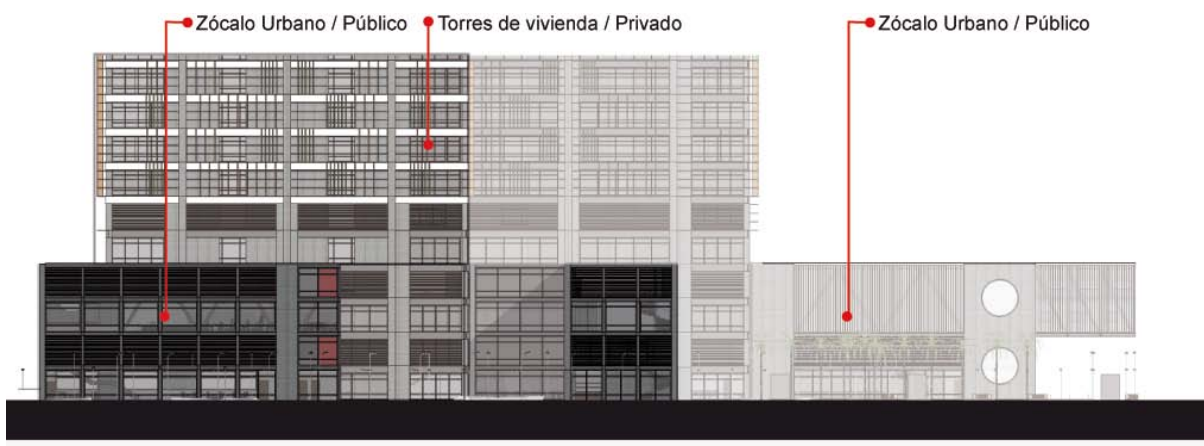 Zócalo Urbano / Público
Torres de vivienda / Privado
Zócalo Urbano / Público